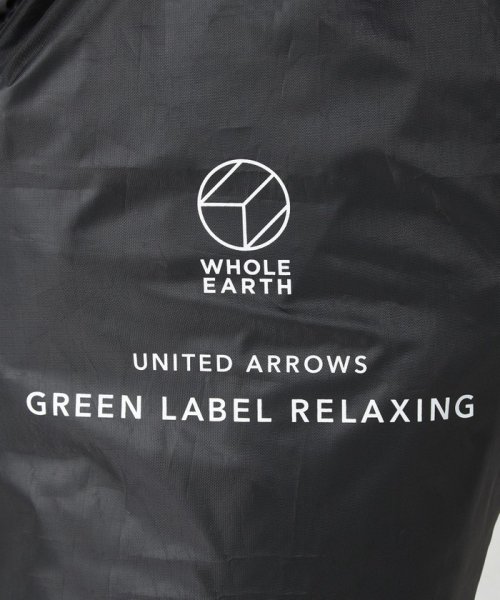 WHOLE
EARTH
UNITED ARROWS
GREEN LABEL RELAXING